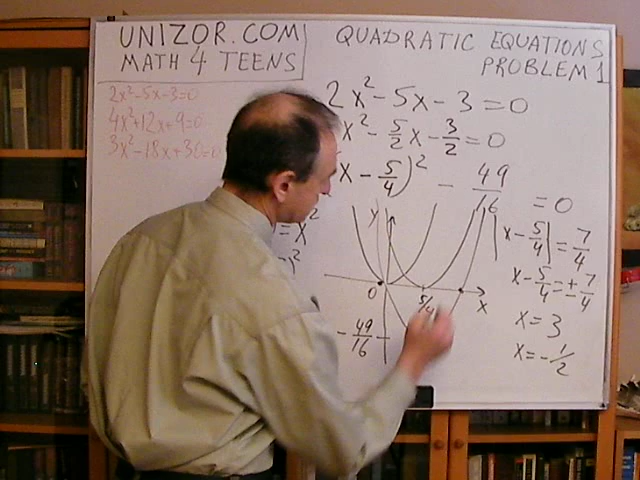 UNIZOR.COM
MATH 4 TEENS
QUADRATIC EQUATIONS
PROBLEM 1
2x²-5x-3=0
4x²+12x+9=0
3x²-18x+30=0
2x²-5x-3=0
x²-5/2x-3/2=0
x-5/4)²-49/16=0
=x²
)²
|x-5/4|=7/4
x-5/4=±7/4
x=3
x=-1/2
y
0
5/4
x
-49/16